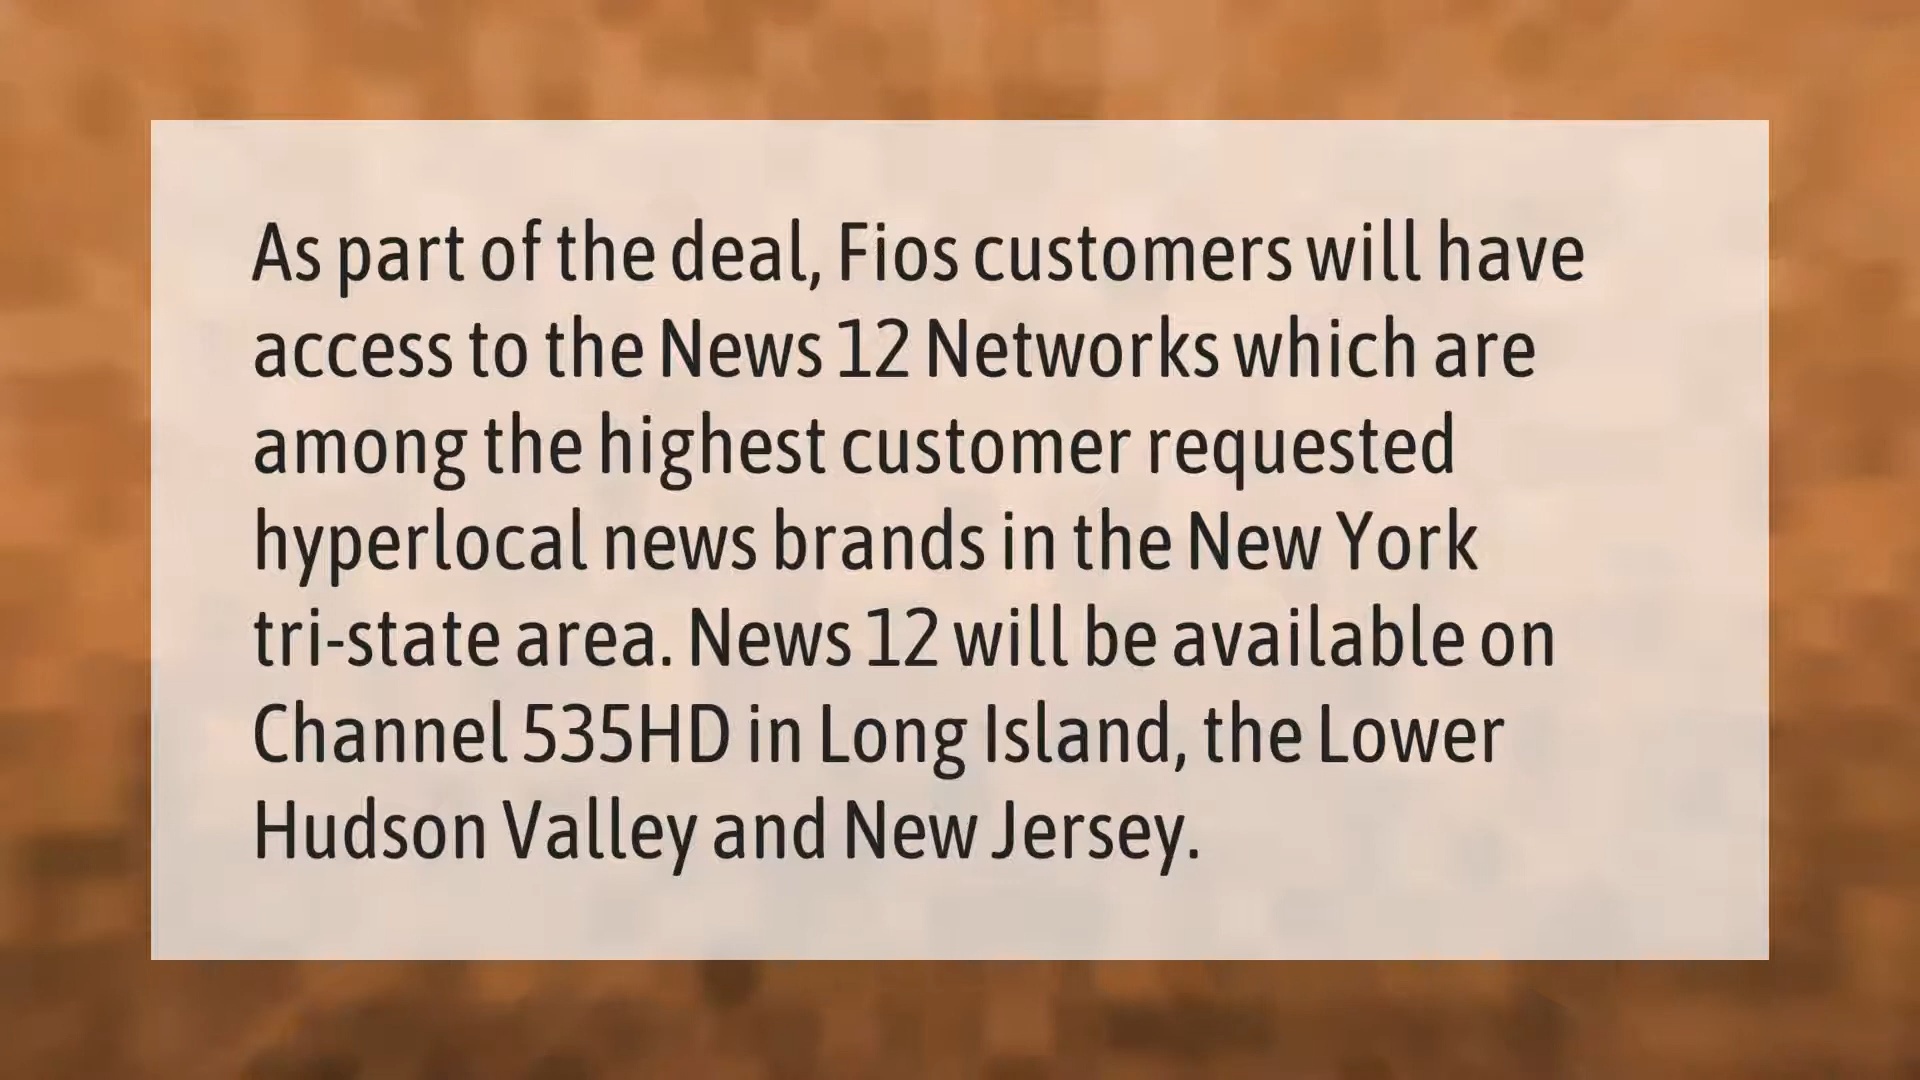 As part of the deal, Fios customers will have
access to the News 12 Networks which are
among the highest customer requested
hyperlocal news brands in the New York
tri-state area. News 12 will be available on
Channel 535HD in Long Island, the Lower
Hudson Valley and New Jersey.